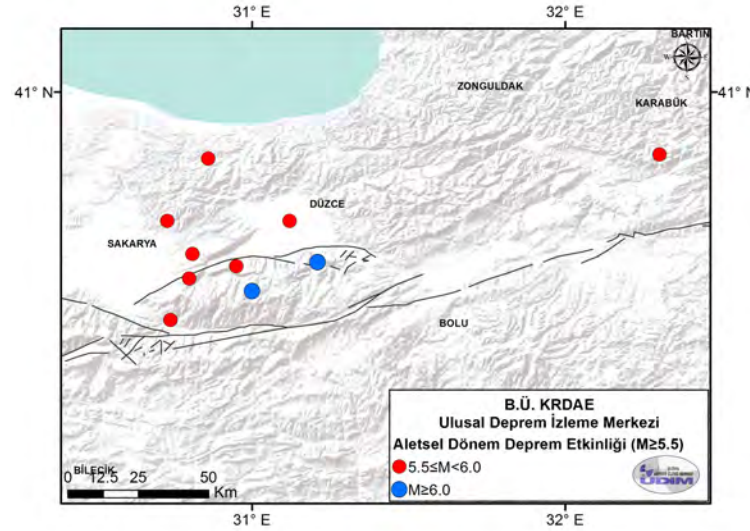 31° E
32° E
41° N
41° N
BARTIN
ZONGULDAK
KARABÜK
DÜZCE
SAKARYA
BOLU
BİLECİK
B.Ü. KRDAE
Ulusal Deprem İzleme Merkezi
Aletsel Dönem Deprem Etkinliği (M≥5.5)
5.5≤M<6.0
M≥6.0
UDİM
0 12.5 25 50
Km
31° E
32° E